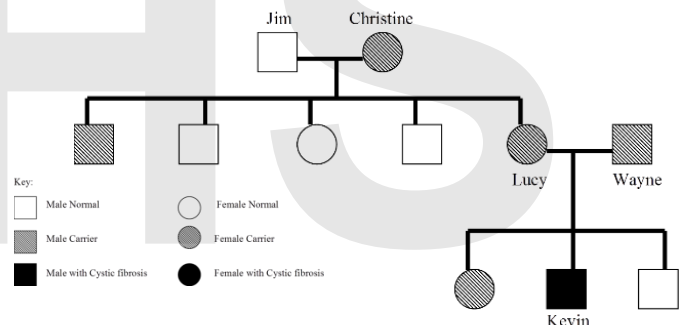 HS
Jim Christine
Lucy Wayne
Key:
Male Normal Female Normal
Male Carrier Female Carrier
Male with Cystic fibrosis Female with Cystic fibrosis
Kevin